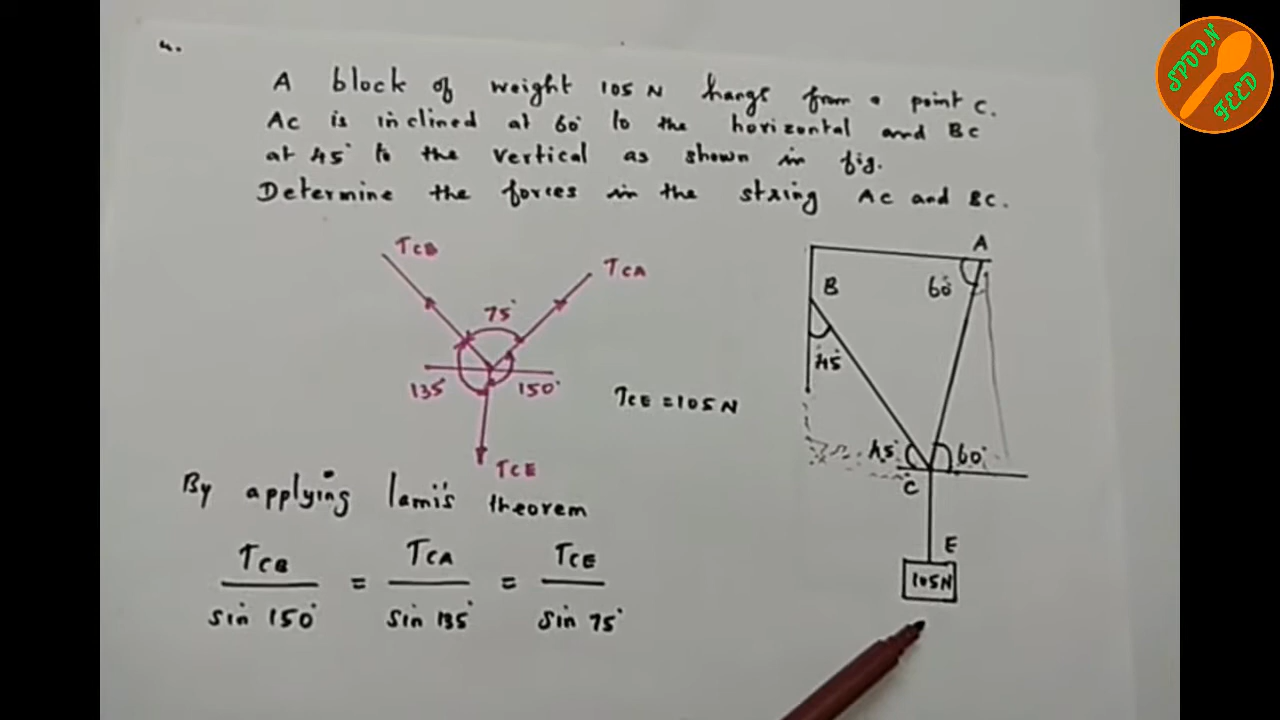 4.
SPOON
FEED
A block of weight 105 N hangs from a point C.
AC is inclined at 60° to the horizontal and BC
at 45° to the vertical as shown in fig.
Determine the forces in the string AC and BC.
TCB
TCA
75°
135°
150°
TCE = 105 N
TCE
A
B
60°
45°
45°
60°
C
E
105N
By applying lami's theorem
TCB / sin 150° = TCA / sin 135° = TCE / sin 75°